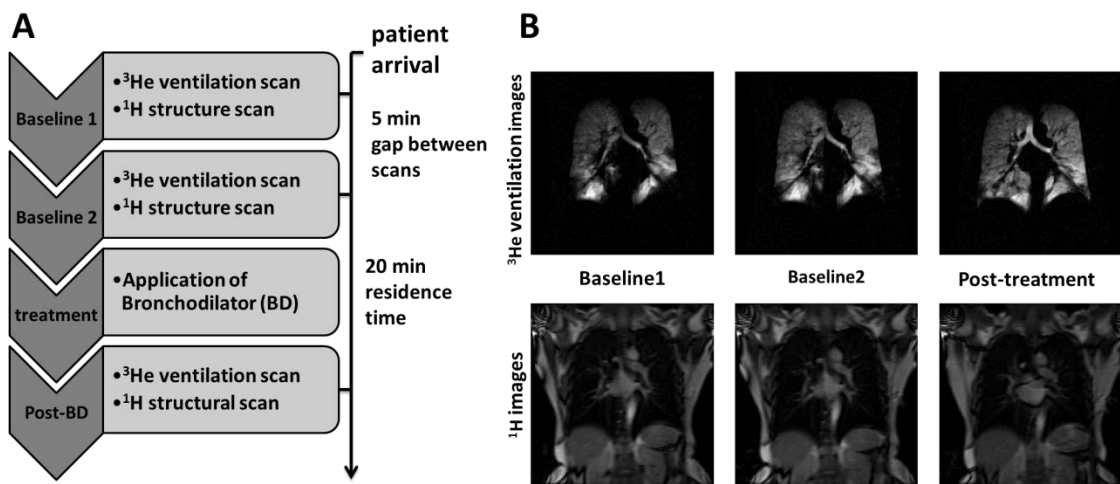 A
Baseline 1
•³He ventilation scan
•¹H structure scan
Baseline 2
•³He ventilation scan
•¹H structure scan
treatment
•Application of
Bronchodilator (BD)
Post-BD
•³He ventilation scan
•¹H structural scan
patient
arrival
5 min
gap between
scans
20 min
residence
time
B
³He ventilation images
Baseline1
Baseline2
Post-treatment
¹H images